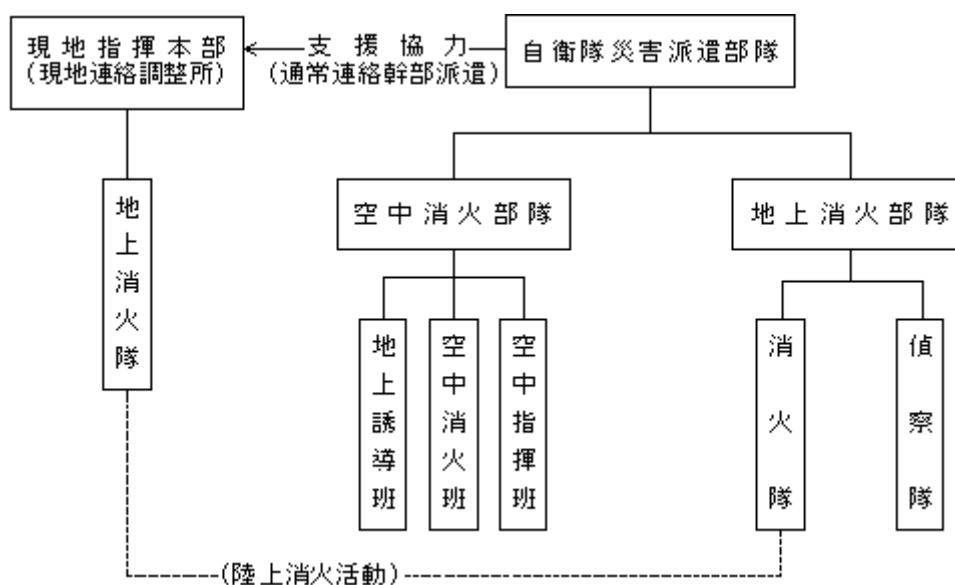 現地指揮本部
(現地連絡調整所)
支援協力
(通常連絡幹部派遣)
自衛隊災害派遣部隊
地上消火隊
空中消火部隊
地上消火部隊
地上誘導班
空中消火班
空中指揮班
消火隊
偵察隊
(陸上消火活動)